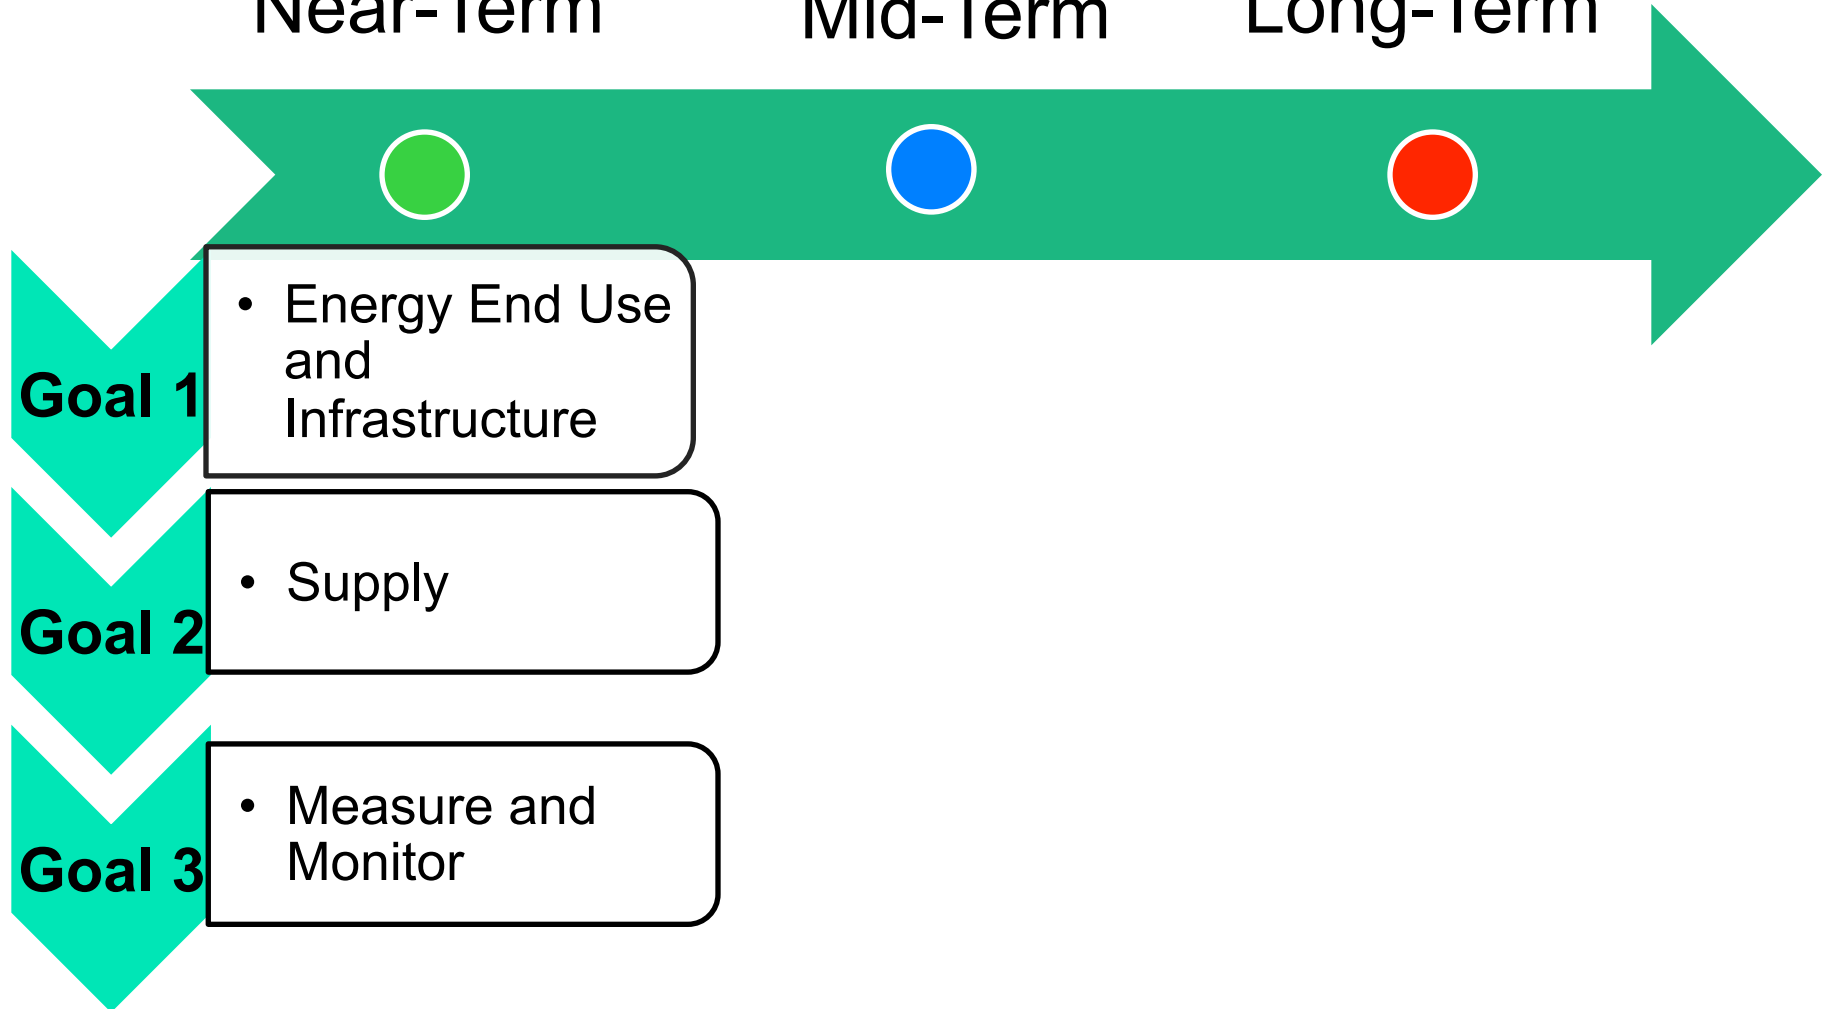 Near-Term Mid-Term Long-Term
• Energy End Use
and
Infrastructure
Goal 1
• Supply
Goal 2
• Measure and
Monitor
Goal 3